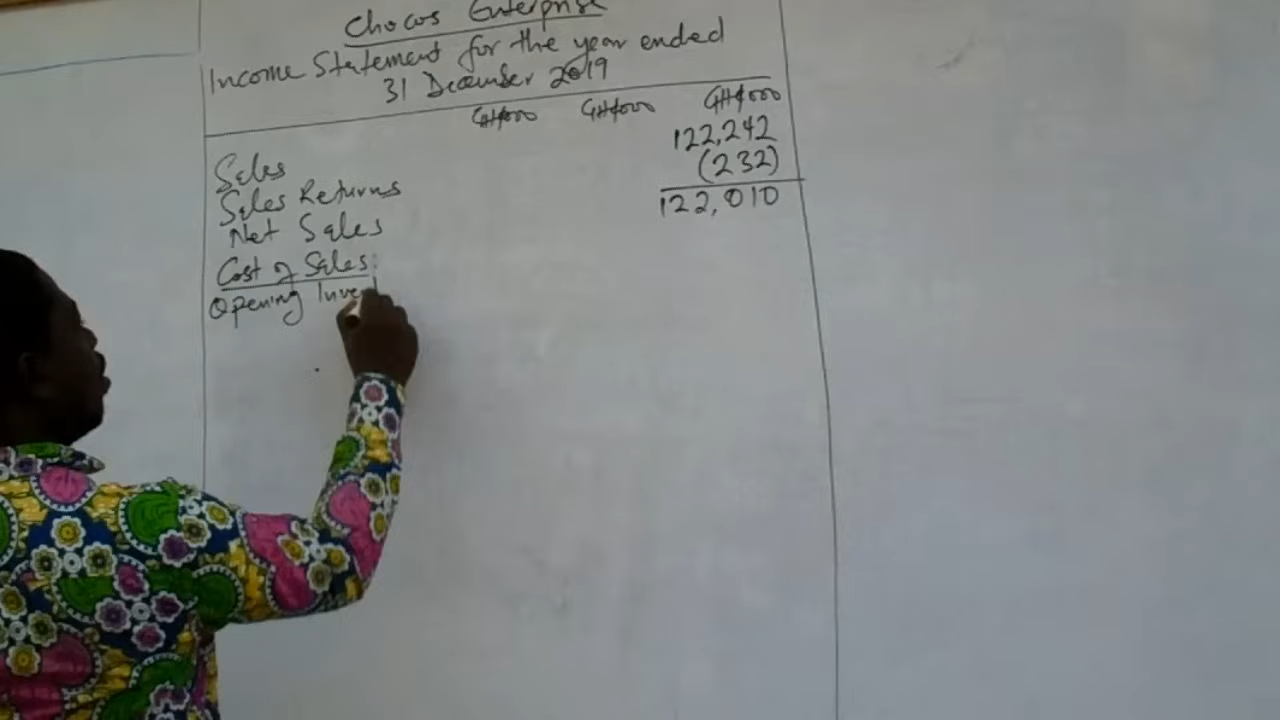 Chocos Enterprise
Income Statement for the year ended
31 December 2019
GH¢000 GH¢000 GH¢000
Sales 122,242
Sales Returns (232)
Net Sales 122,010
Cost of Sales:
Opening Inven